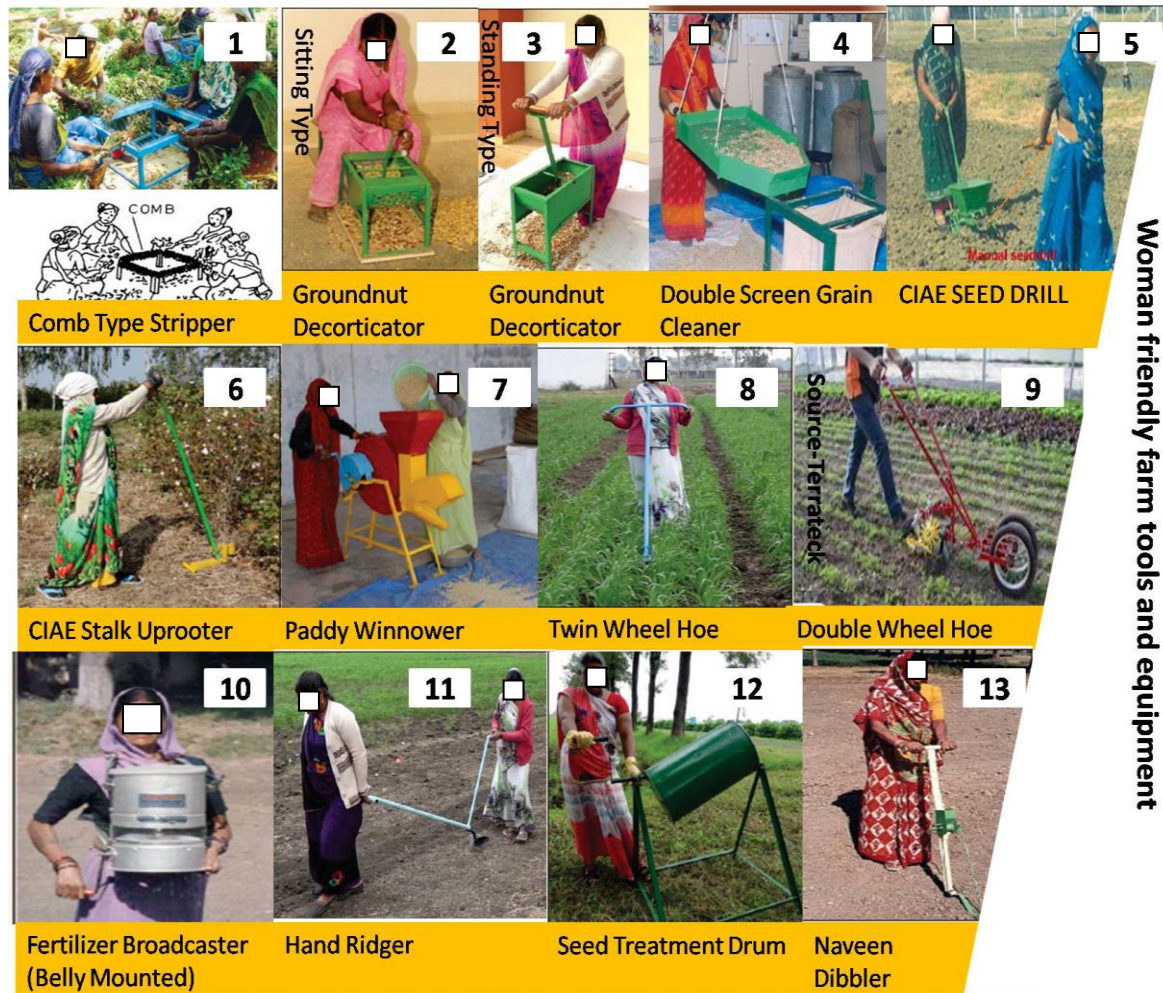 1
2
3
4
5
Sitting Type
Standing Type
COMB
Manual seed drill
Comb Type Stripper
Groundnut
Decorticator
Groundnut
Decorticator
Double Screen Grain
Cleaner
CIAE SEED DRILL
6
7
8
9
Source-Terrateck
CIAE Stalk Uprooter
Paddy Winnower
Twin Wheel Hoe
Double Wheel Hoe
10
11
12
13
Fertilizer Broadcaster
(Belly Mounted)
Hand Ridger
Seed Treatment Drum
Naveen
Dibbler
Woman friendly farm tools and equipment